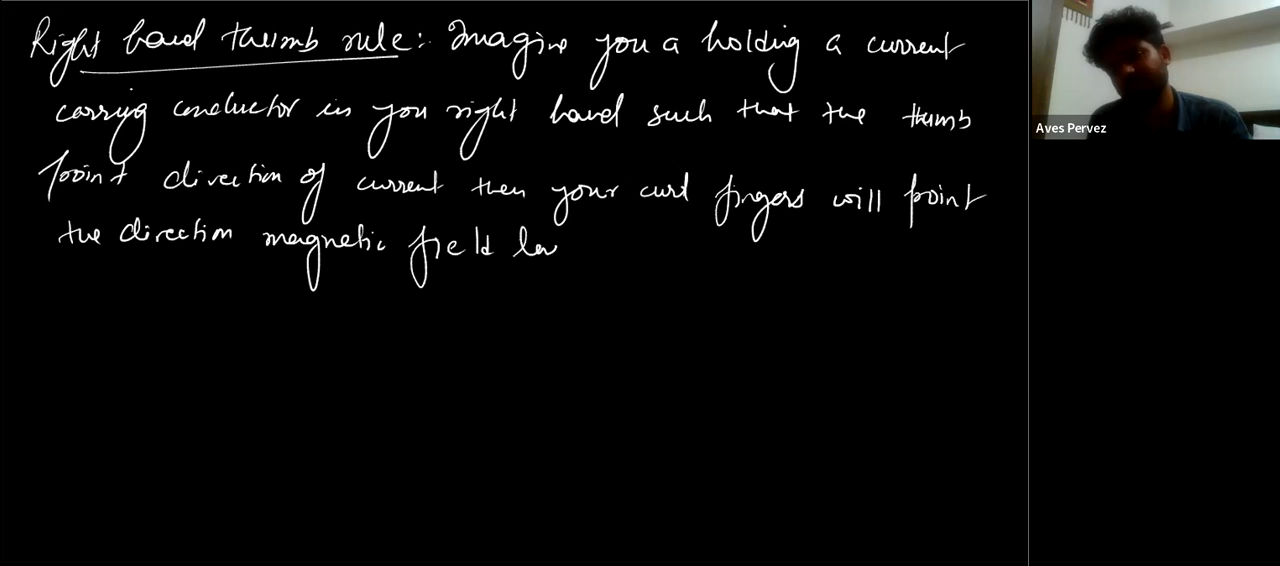 Right hand thumb rule: Imagine you a holding a current
carrying conductor in you right hand such that the thumb
point direction of current then your curl fingers will point
the direction magnetic field
Aves Pervez